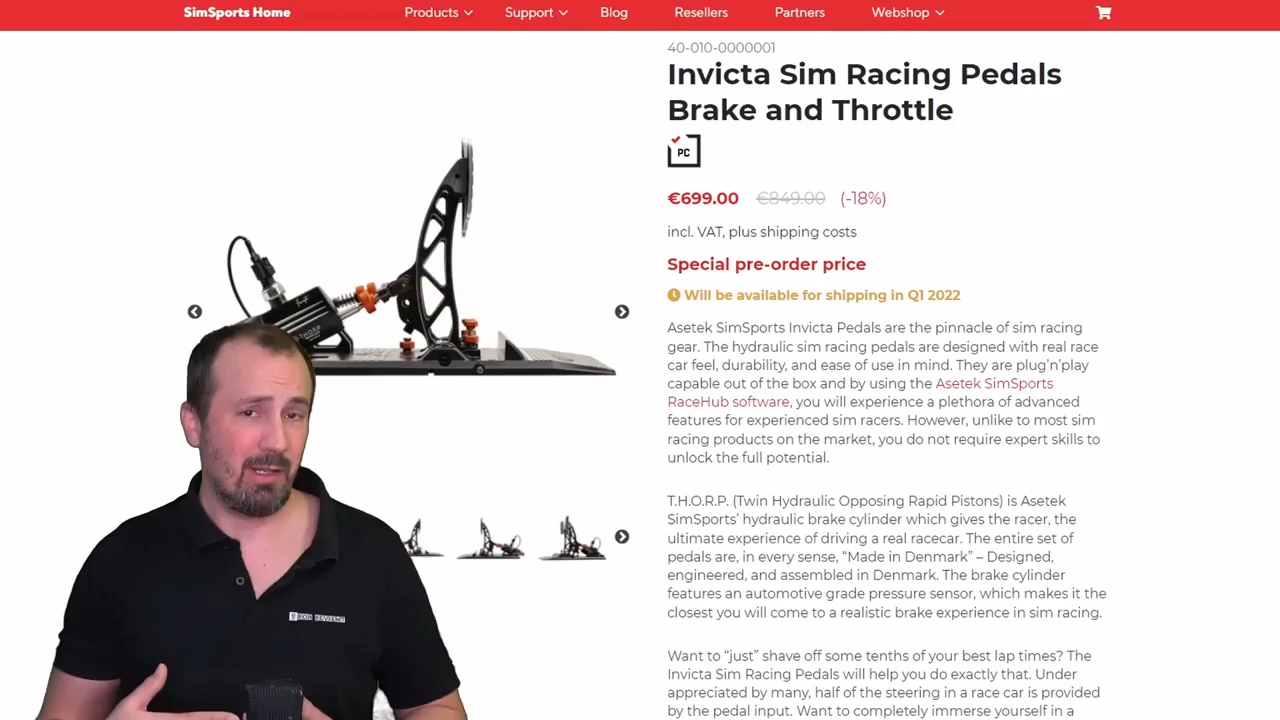 SimSports Home
Products
Support
Blog
Resellers
Partners
Webshop
40-010-0000001
Invicta Sim Racing Pedals
Brake and Throttle
PC
€699.00 €849.00 (-18%)
incl. VAT, plus shipping costs
Special pre-order price
Will be available for shipping in Q1 2022
Asetek SimSports Invicta Pedals are the pinnacle of sim racing
gear. The hydraulic sim racing pedals are designed with real race
car feel, durability, and ease of use in mind. They are plug'n'play
capable out of the box and by using the Asetek SimSports
RaceHub software, you will experience a plethora of advanced
features for experienced sim racers. However, unlike to most sim
racing products on the market, you do not require expert skills to
unlock the full potential.
T.H.O.R.P. (Twin Hydraulic Opposing Rapid Pistons) is Asetek
SimSports' hydraulic brake cylinder which gives the racer, the
ultimate experience of driving a real racecar. The entire set of
pedals are, in every sense, “Made in Denmark” – Designed,
engineered, and assembled in Denmark. The brake cylinder
features an automotive grade pressure sensor, which makes it the
closest you will come to a realistic brake experience in sim racing.
Want to “just” shave off some tenths of your best lap times? The
Invicta Sim Racing Pedals will help you do exactly that. Under
appreciated by many, half of the steering in a race car is provided
by the pedal input. Want to completely immerse yourself in a